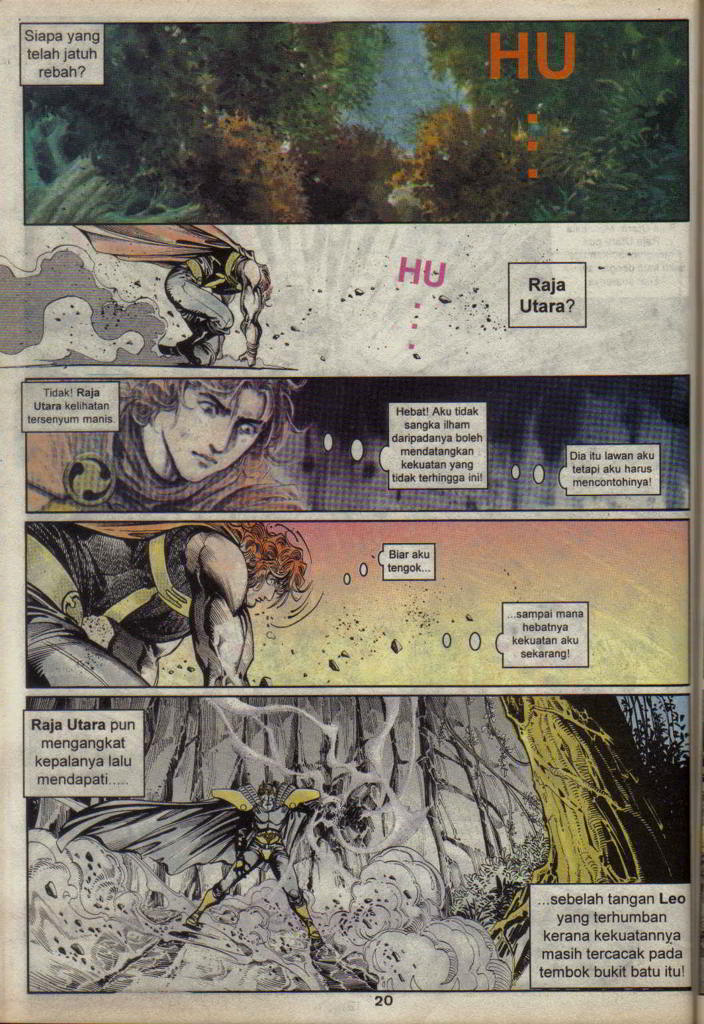 Siapa yang
telah jatuh
rebah?
HU
...
HU
...
Raja
Utara?
Tidak! Raja
Utara kelihatan
tersenyum manis.
Hebat! Aku tidak
sangka ilham
daripadanya boleh
mendatangkan
kekuatan yang
tidak terhingga ini!
Dia itu lawan aku
tetapi aku harus
mencontohinya!
Biar aku
tengok...
...sampai mana
hebatnya
kekuatan aku
sekarang!
Raja Utara pun
mengangkat
kepalanya lalu
mendapati.....
...sebelah tangan Leo
yang terhumban
kerana kekuatannya
masih tercacak pada
tembok bukit batu itu!
20